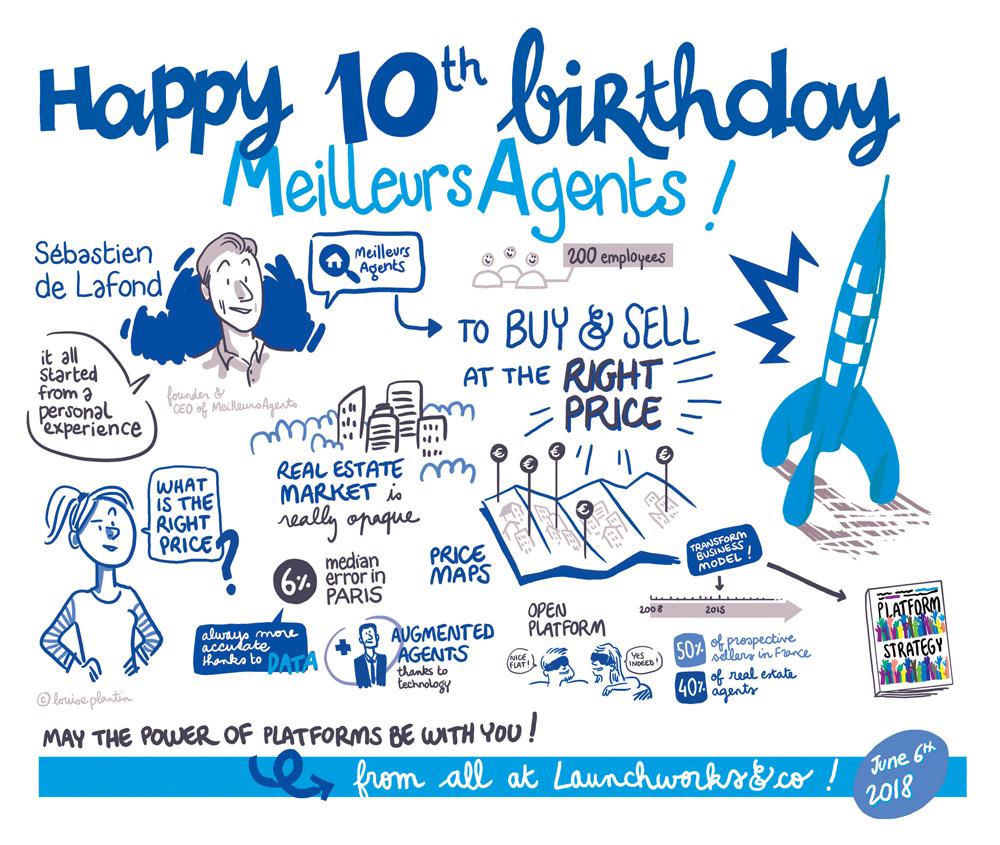 Happy 10th birthday
MeilleursAgents !
Sébastien
de Lafond
Meilleurs
Agents
200 employees
TO BUY & SELL
AT THE RIGHT
PRICE
it all
started
from a
personal
experience
founder &
CEO of MeilleursAgents
REAL ESTATE
MARKET is
really opaque
WHAT
IS THE
RIGHT
PRICE?
6%
median
error in
PARIS
always more
accurate
thanks to DATA
AUGMENTED
AGENTS
thanks to
technology
PRICE
MAPS
€
€
€
€
€
TRANSFORM
BUSINESS
MODEL !
2008
2015
OPEN
PLATFORM
NICE
FLAT!
YES
INDEED!
50% of prospective
sellers in France
40% of real estate
agents
PLATFORM
STRATEGY
© louise plantin
MAY THE POWER OF PLATFORMS BE WITH YOU !
from all at Launchworks & co !
June 6TH
2018